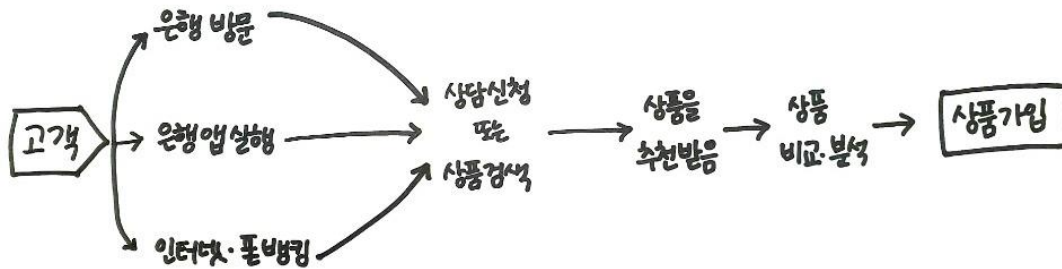 고객
은행 방문
은행 앱 실행
인터넷·폰뱅킹
상담신청
또는
상품검색
상품을
추천받음
상품
비교·분석
상품가입